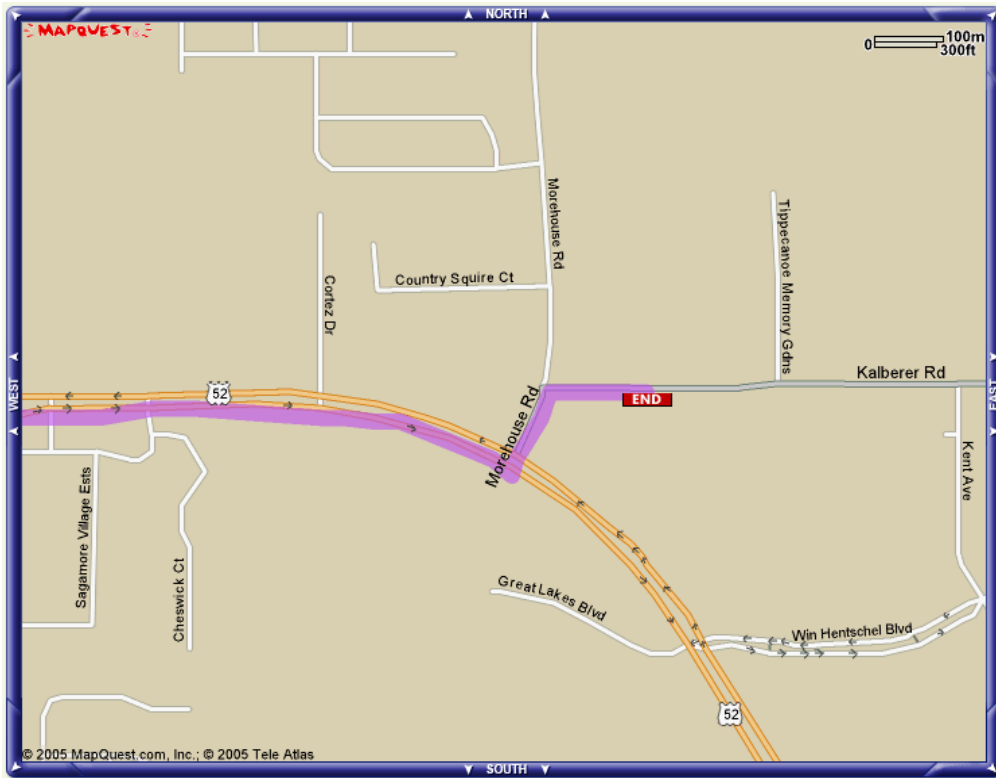 NORTH
MAPQUEST
0 100m
300ft
Morehouse Rd
Tippecanoe Memory Gdns
Country Squire Ct
Cortez Dr
Kalberer Rd
52
WEST
EAST
END
Morehouse Rd
Kent Ave
Sagamore Village Ests
Cheswick Ct
Great Lakes Blvd
Win Hentschel Blvd
52
© 2005 MapQuest.com, Inc.; © 2005 Tele Atlas
SOUTH